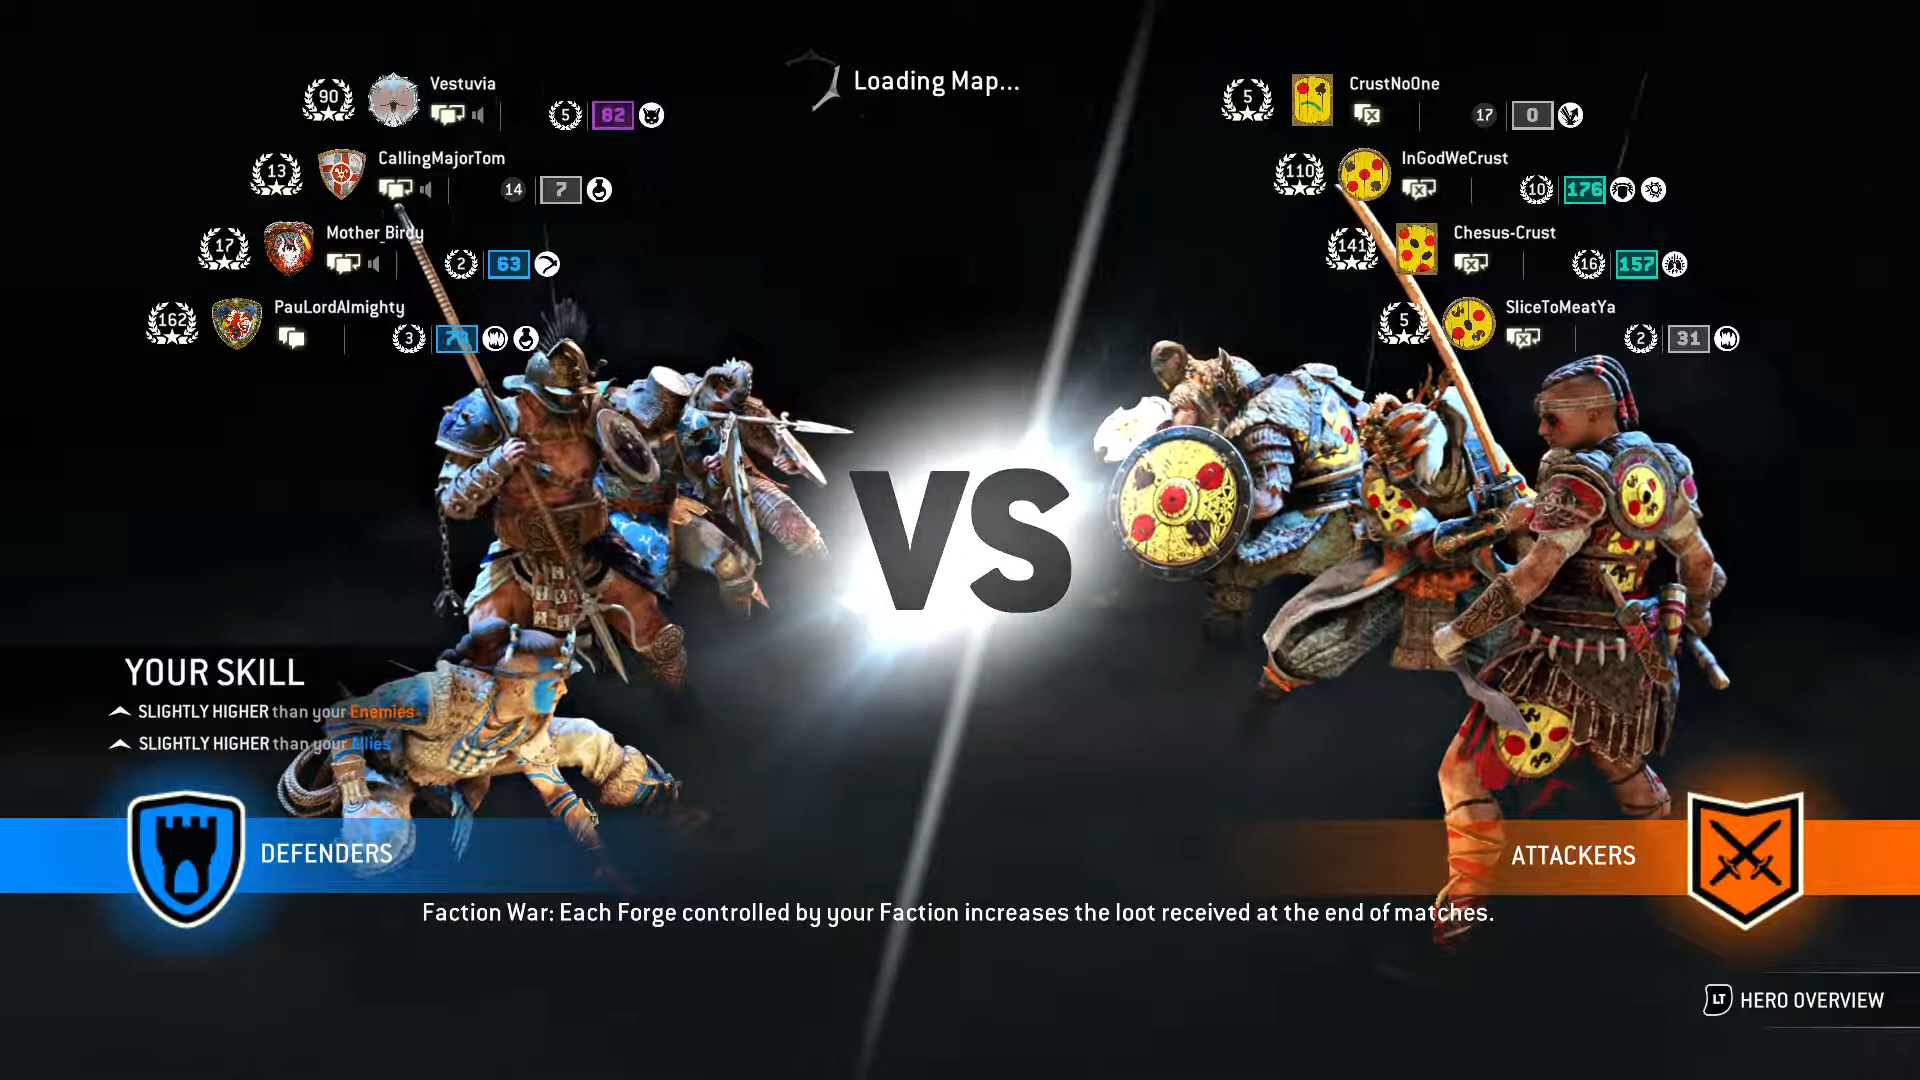 Loading Map...
90
Vestuvia
5
82
13
CallingMajorTom
14
7
17
Mother_Birdy
2
63
162
PauLordAlmighty
3
5
CrustNoOne
17
0
110
InGodWeCrust
10
176
141
Chesus-Crust
16
157
5
SliceToMeatYa
2
31
VS
YOUR SKILL
SLIGHTLY HIGHER than your Enemies
SLIGHTLY HIGHER than your Allies
DEFENDERS
ATTACKERS
Faction War: Each Forge controlled by your Faction increases the loot received at the end of matches.
LT HERO OVERVIEW